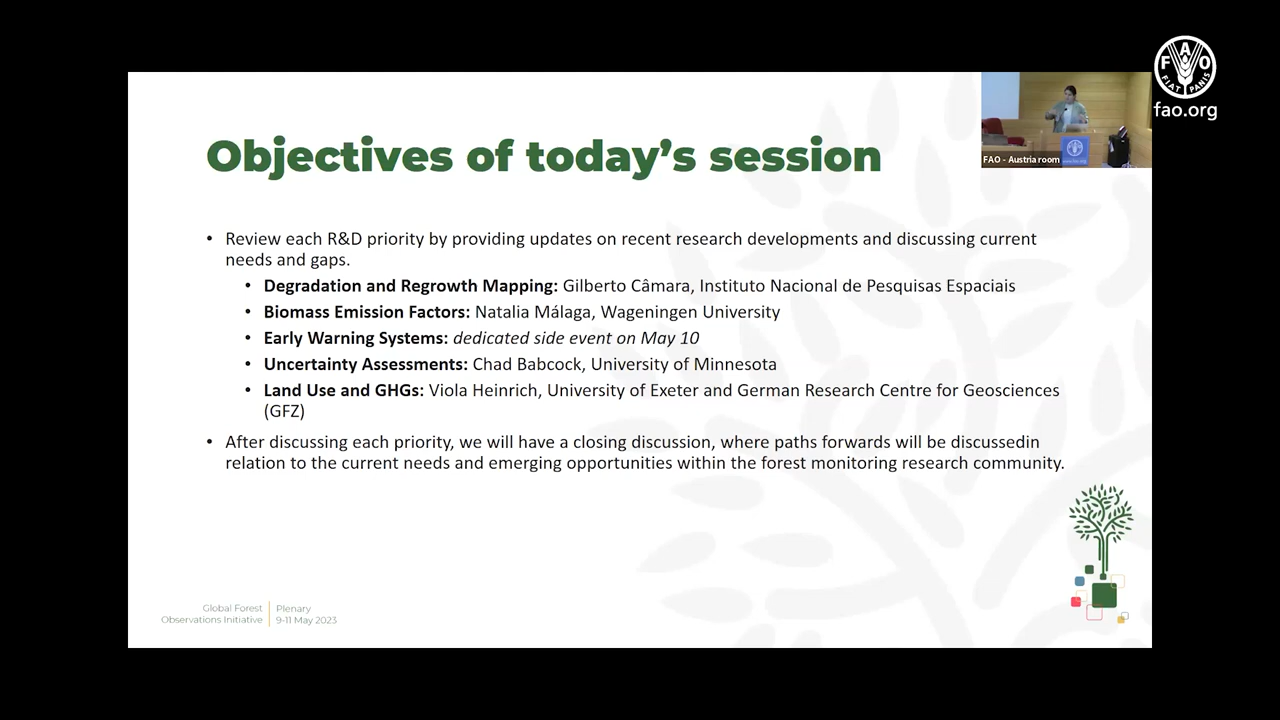 FAO
FIAT PANIS
fao.org
Objectives of today's session
FAO - Austria room
• Review each R&D priority by providing updates on recent research developments and discussing current
needs and gaps.
• Degradation and Regrowth Mapping: Gilberto Câmara, Instituto Nacional de Pesquisas Espaciais
• Biomass Emission Factors: Natalia Málaga, Wageningen University
• Early Warning Systems: dedicated side event on May 10
• Uncertainty Assessments: Chad Babcock, University of Minnesota
• Land Use and GHGs: Viola Heinrich, University of Exeter and German Research Centre for Geosciences
(GFZ)
• After discussing each priority, we will have a closing discussion, where paths forwards will be discussedin
relation to the current needs and emerging opportunities within the forest monitoring research community.
Global Forest
Observations Initiative
Plenary
9-11 May 2023